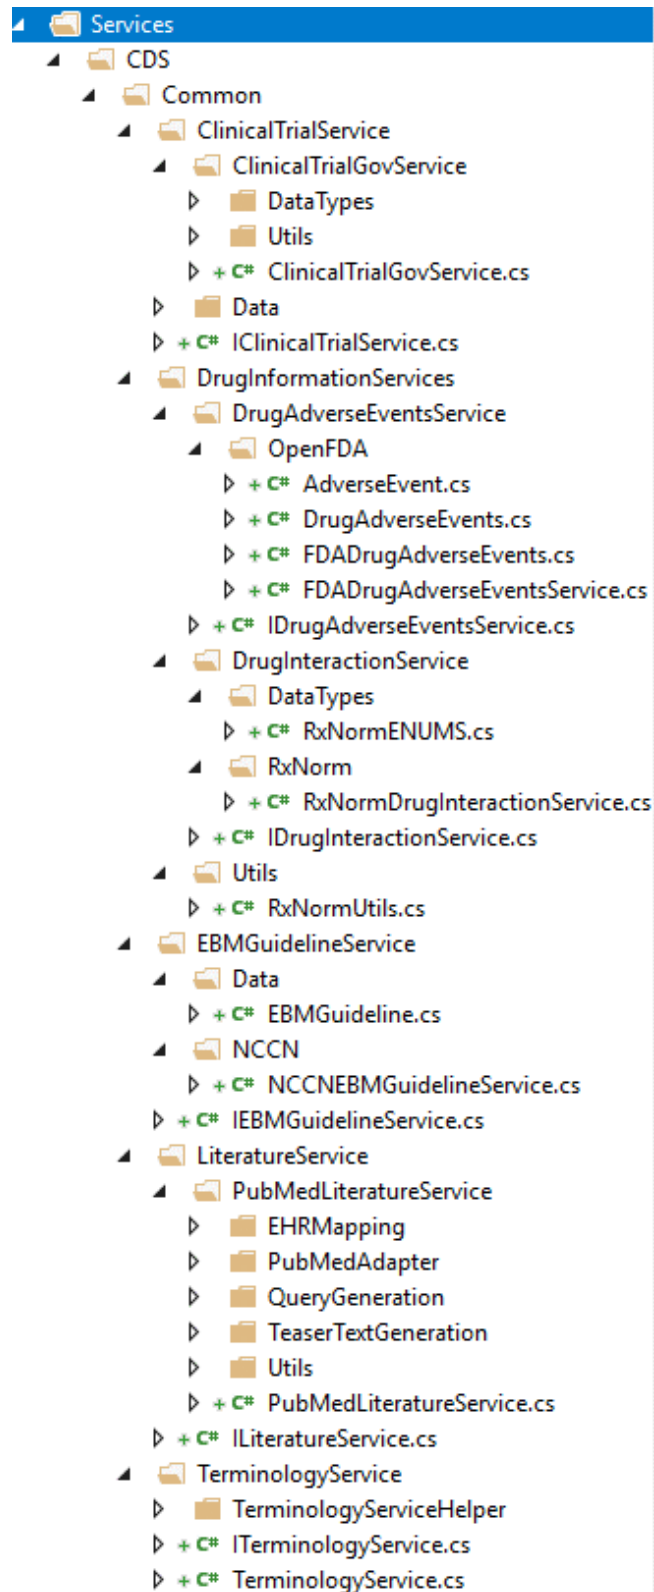 Services
CDS
Common
ClinicalTrialService
ClinicalTrialGovService
DataTypes
Utils
+ C# ClinicalTrialGovService.cs
Data
+ C# IClinicalTrialService.cs
DrugInformationServices
DrugAdverseEventsService
OpenFDA
+ C# AdverseEvent.cs
+ C# DrugAdverseEvents.cs
+ C# FDADrugAdverseEvents.cs
+ C# FDADrugAdverseEventsService.cs
+ C# IDrugAdverseEventsService.cs
DrugInteractionService
DataTypes
+ C# RxNormENUMS.cs
RxNorm
+ C# RxNormDrugInteractionService.cs
+ C# IDrugInteractionService.cs
Utils
+ C# RxNormUtils.cs
EBMGuidelineService
Data
+ C# EBMGuideline.cs
NCCN
+ C# NCCNEBMGuidelineService.cs
+ C# IEBMGuidelineService.cs
LiteratureService
PubMedLiteratureService
EHRMapping
PubMedAdapter
QueryGeneration
TeaserTextGeneration
Utils
+ C# PubMedLiteratureService.cs
+ C# ILiteratureService.cs
TerminologyService
TerminologyServiceHelper
+ C# ITerminologyService.cs
+ C# TerminologyService.cs